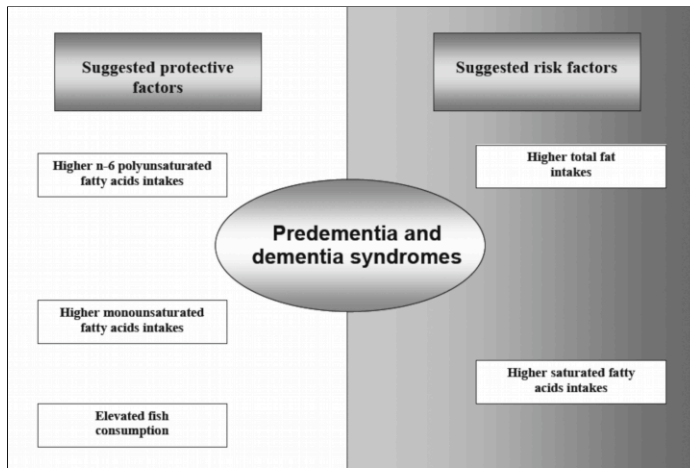 Suggested protective
factors
Suggested risk factors
Higher n-6 polyunsaturated
fatty acids intakes
Higher total fat
intakes
Predementia and
dementia syndromes
Higher monounsaturated
fatty acids intakes
Higher saturated fatty
acids intakes
Elevated fish
consumption